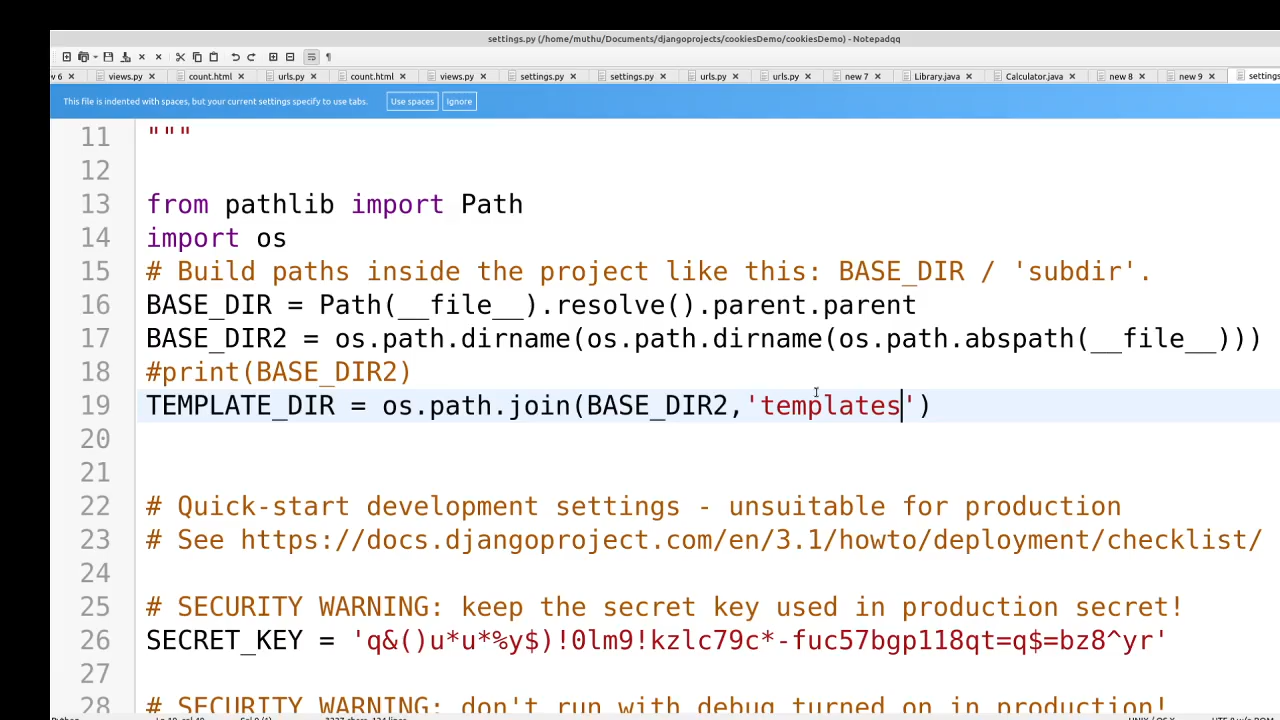 settings.py (/home/muthu/Documents/djangoprojects/cookiesDemo/cookiesDemo) - Notepadqq
w 6 views.py count.html urls.py count.html views.py settings.py settings.py urls.py urls.py new 7 Library.java Calculator.java new 8 new 9 settings
This file is indented with spaces, but your current settings specify to use tabs. Use spaces Ignore
11 """
12
13 from pathlib import Path
14 import os
15 # Build paths inside the project like this: BASE_DIR / 'subdir'.
16 BASE_DIR = Path(__file__).resolve().parent.parent
17 BASE_DIR2 = os.path.dirname(os.path.dirname(os.path.abspath(__file__)))
18 #print(BASE_DIR2)
19 TEMPLATE_DIR = os.path.join(BASE_DIR2,'templates')
20
21
22 # Quick-start development settings - unsuitable for production
23 # See https://docs.djangoproject.com/en/3.1/howto/deployment/checklist/
24
25 # SECURITY WARNING: keep the secret key used in production secret!
26 SECRET_KEY = 'q&()u*u*%y$)!0lm9!kzlc79c*-fuc57bgp118qt=q$=bz8^yr'
27
28 # SECURITY WARNING: don't run with debug turned on in production!